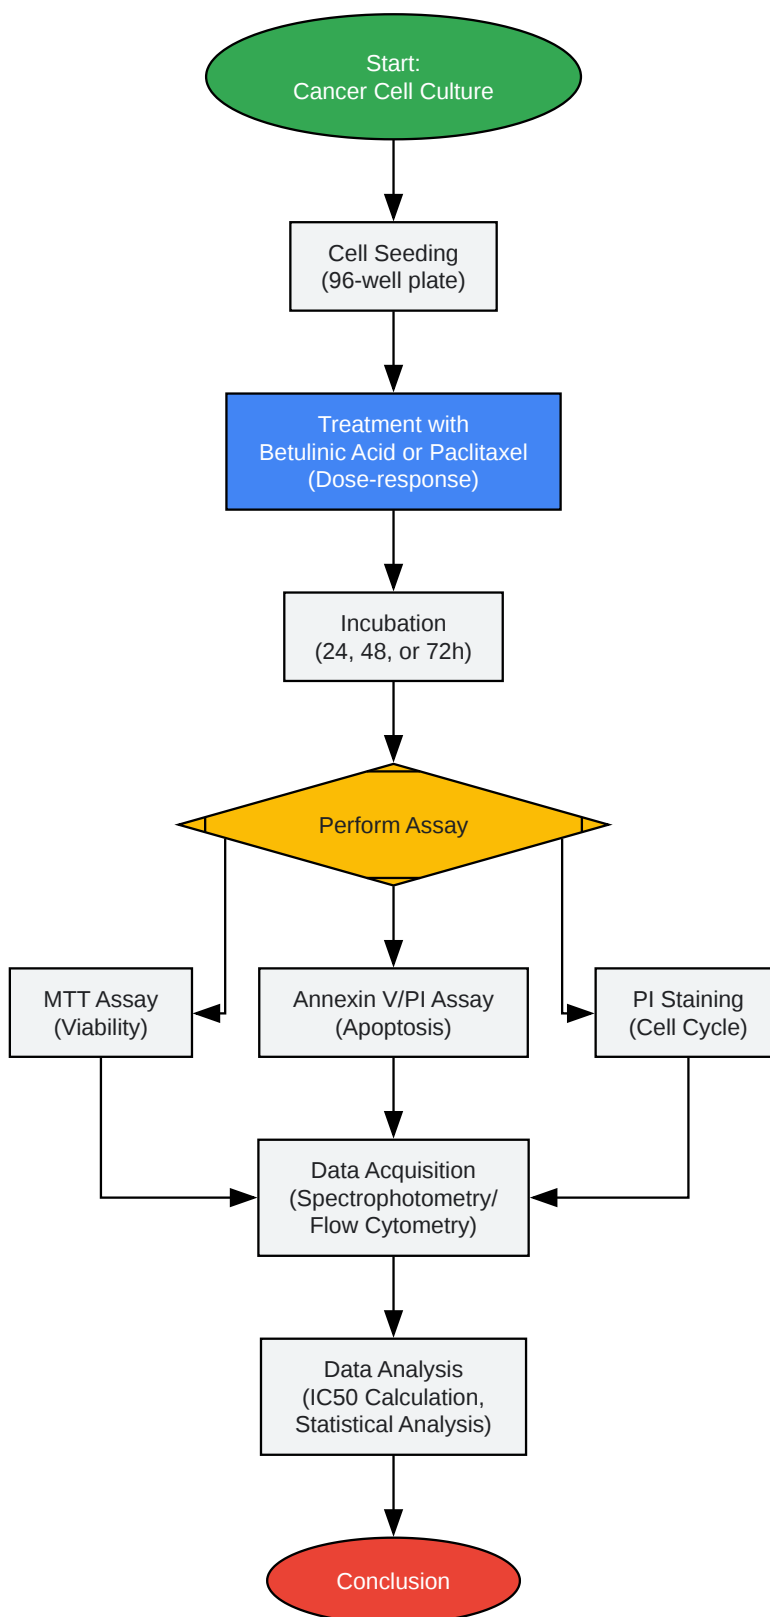 Start:
Cancer Cell Culture
Cell Seeding
(96-well plate)
Treatment with
Betulinic Acid or Paclitaxel
(Dose-response)
Incubation
(24, 48, or 72h)
Perform Assay
MTT Assay
(Viability)
Annexin V/PI Assay
(Apoptosis)
PI Staining
(Cell Cycle)
Data Acquisition
(Spectrophotometry/
Flow Cytometry)
Data Analysis
(IC50 Calculation,
Statistical Analysis)
Conclusion